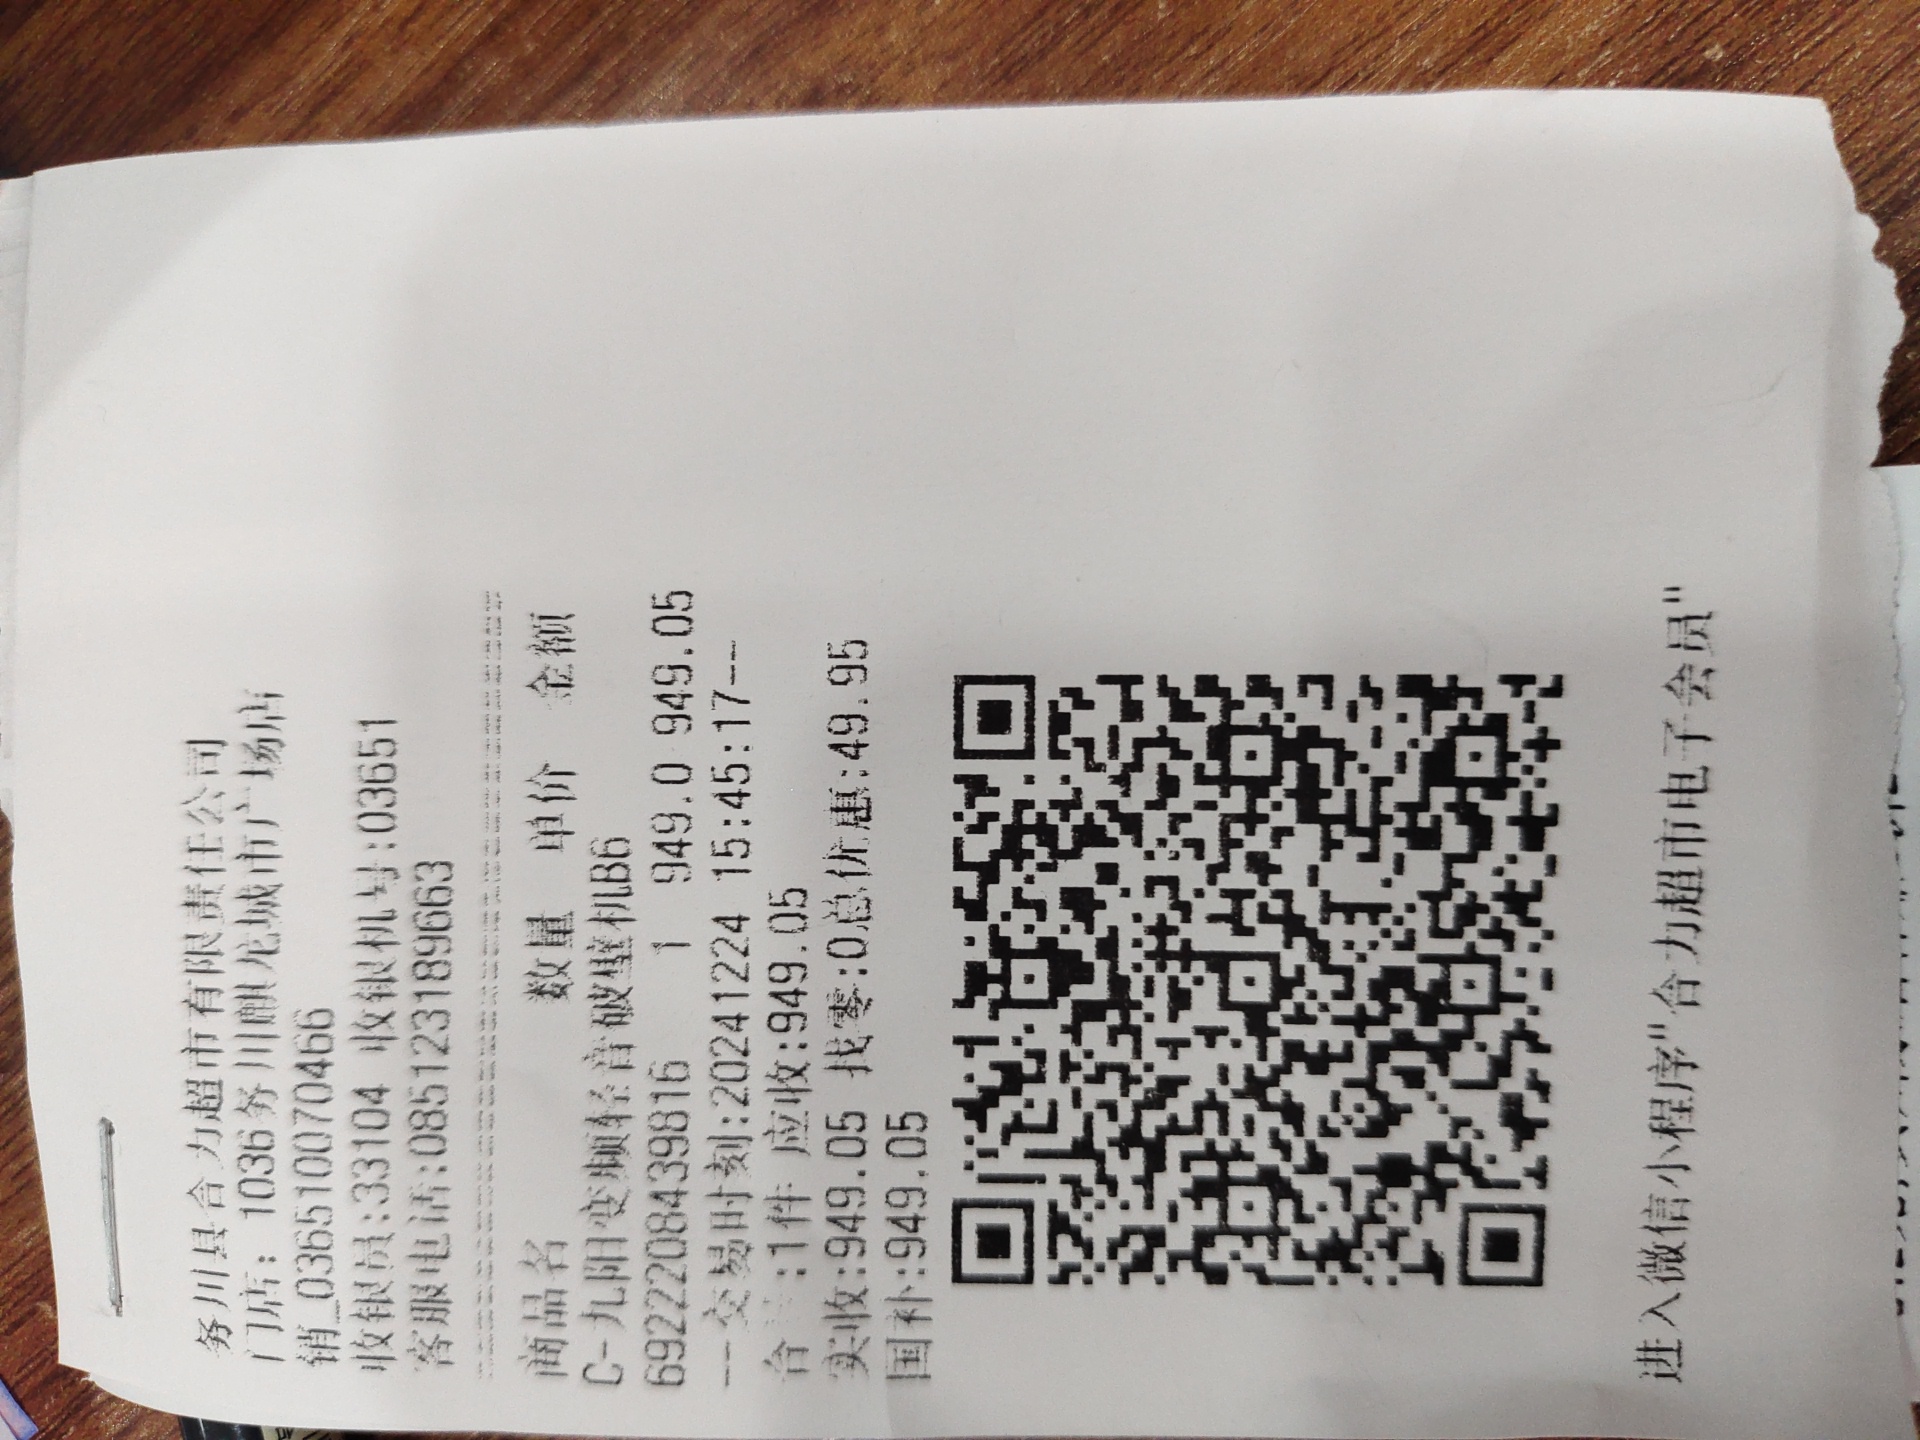 务川县合力超市有限责任公司
门店: 1036务川麒龙城市广场店
销_03651007​0466
收银员:33104 收银机号:03651
客服电话:085123189663
商品名 数量 单价 金额
C-九阳变频轻音破壁机B6
6922208439816 1 949.0 949.05
--交易时刻:20241224 15:45:17--
合 :1件 应收:949.05
实收:949.05 找零:0总优惠:49.95
国补:949.05
进入微信小程序"合力超市电子会员"